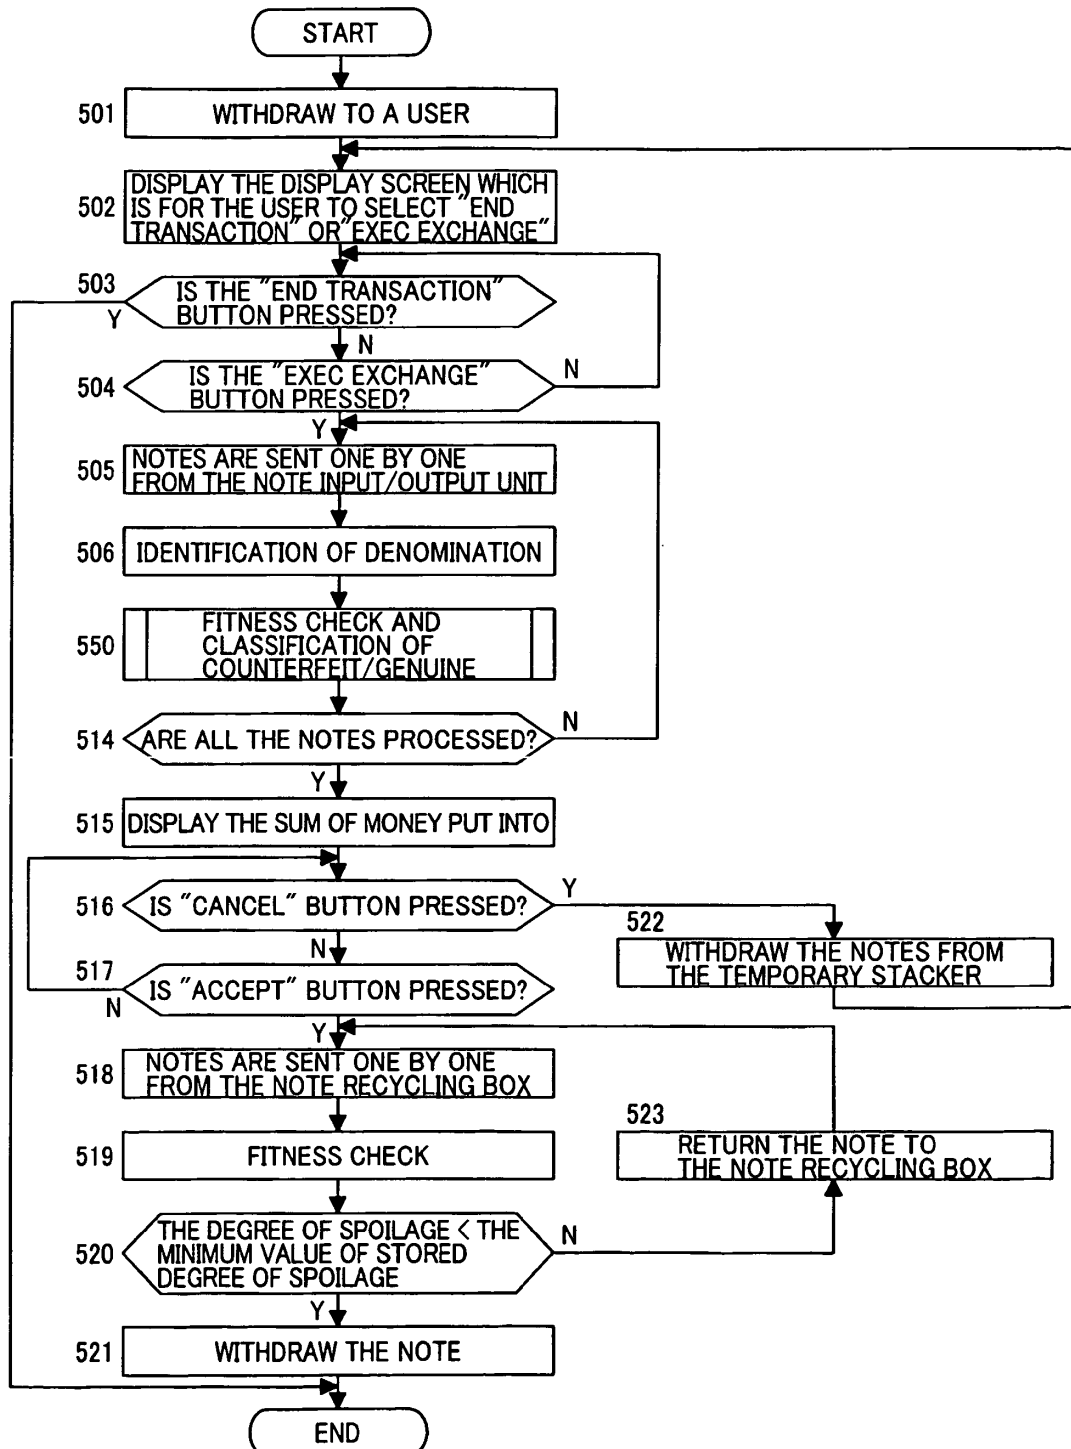 START
501
WITHDRAW TO A USER
502
DISPLAY THE DISPLAY SCREEN WHICH
IS FOR THE USER TO SELECT "END
TRANSACTION" OR "EXEC EXCHANGE"
503
IS THE "END TRANSACTION"
BUTTON PRESSED?
Y
N
504
IS THE "EXEC EXCHANGE"
BUTTON PRESSED?
N
Y
505
NOTES ARE SENT ONE BY ONE
FROM THE NOTE INPUT/OUTPUT UNIT
506
IDENTIFICATION OF DENOMINATION
550
FITNESS CHECK AND
CLASSIFICATION OF
COUNTERFEIT/GENUINE
514
ARE ALL THE NOTES PROCESSED?
N
Y
515
DISPLAY THE SUM OF MONEY PUT INTO
516
IS "CANCEL" BUTTON PRESSED?
Y
N
522
WITHDRAW THE NOTES FROM
THE TEMPORARY STACKER
517
IS "ACCEPT" BUTTON PRESSED?
N
Y
518
NOTES ARE SENT ONE BY ONE
FROM THE NOTE RECYCLING BOX
519
FITNESS CHECK
523
RETURN THE NOTE TO
THE NOTE RECYCLING BOX
520
THE DEGREE OF SPOILAGE < THE
MINIMUM VALUE OF STORED
DEGREE OF SPOILAGE
N
Y
521
WITHDRAW THE NOTE
END